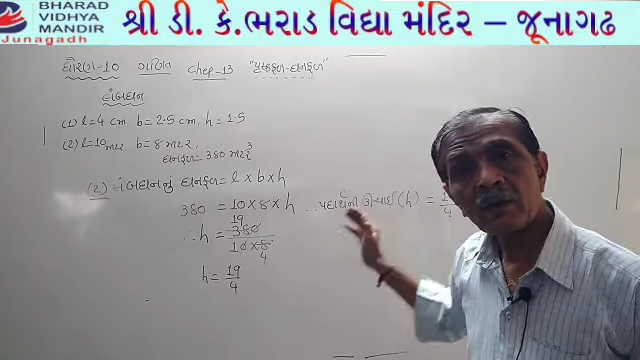 BHARAD
VIDHYA
MANDIR
Junagadh
શ્રી ડી. કે.ભરાડ વિદ્યા મંદિર – જૂનાગઢ
ધોરણ-10 ગણિત Chep-13 "પૃષ્ઠફળ-ઘનફળ"
લંબઘન
(1) l=4 cm b=2.5 cm, h=1.5
(2) l=10 મીટર b=8 મીટર
ઘનફળ=380 મીટર³
(2) લંબઘનનું ઘનફળ= l×b×h
380 = 10×8×h
∴h = 380 / 10×8
19
4
h= 19/4
∴ પદાર્થની ઊંચાઈ(h) =
4